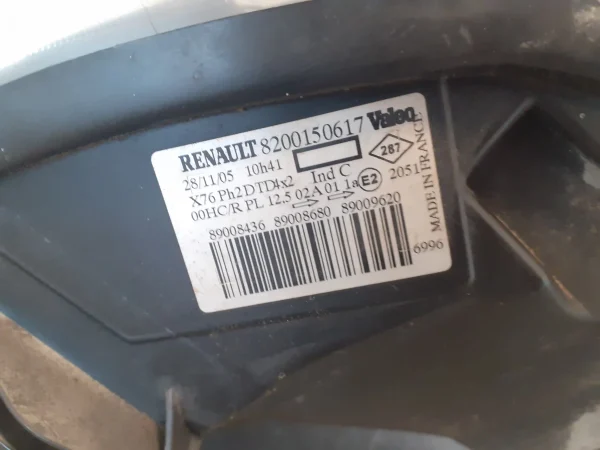 RENAULT 8200150617 Valeo
28/11/05 10h41 287
X76 Ph2 DTD4x2 Ind C
00HC/R PL 12.5 02A 01 1a E2 2051
89008436 89008680 89009620
6996
MADE IN FRANCE